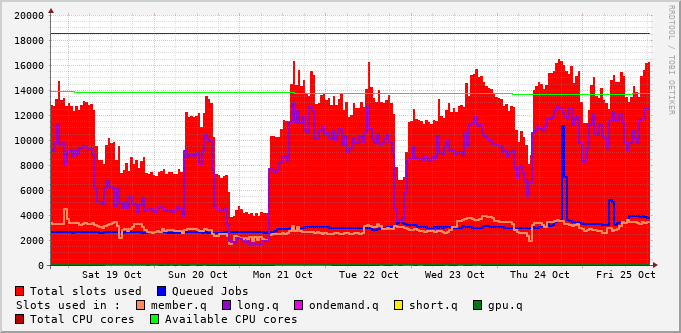 20000
18000
16000
14000
12000
10000
8000
6000
4000
2000
0
Sat 19 Oct Sun 20 Oct Mon 21 Oct Tue 22 Oct Wed 23 Oct Thu 24 Oct Fri 25 Oct
Total slots used Queued Jobs
Slots used in : member.q long.q ondemand.q short.q gpu.q
Total CPU cores Available CPU cores
RRDTOOL / TOBI OETIKER